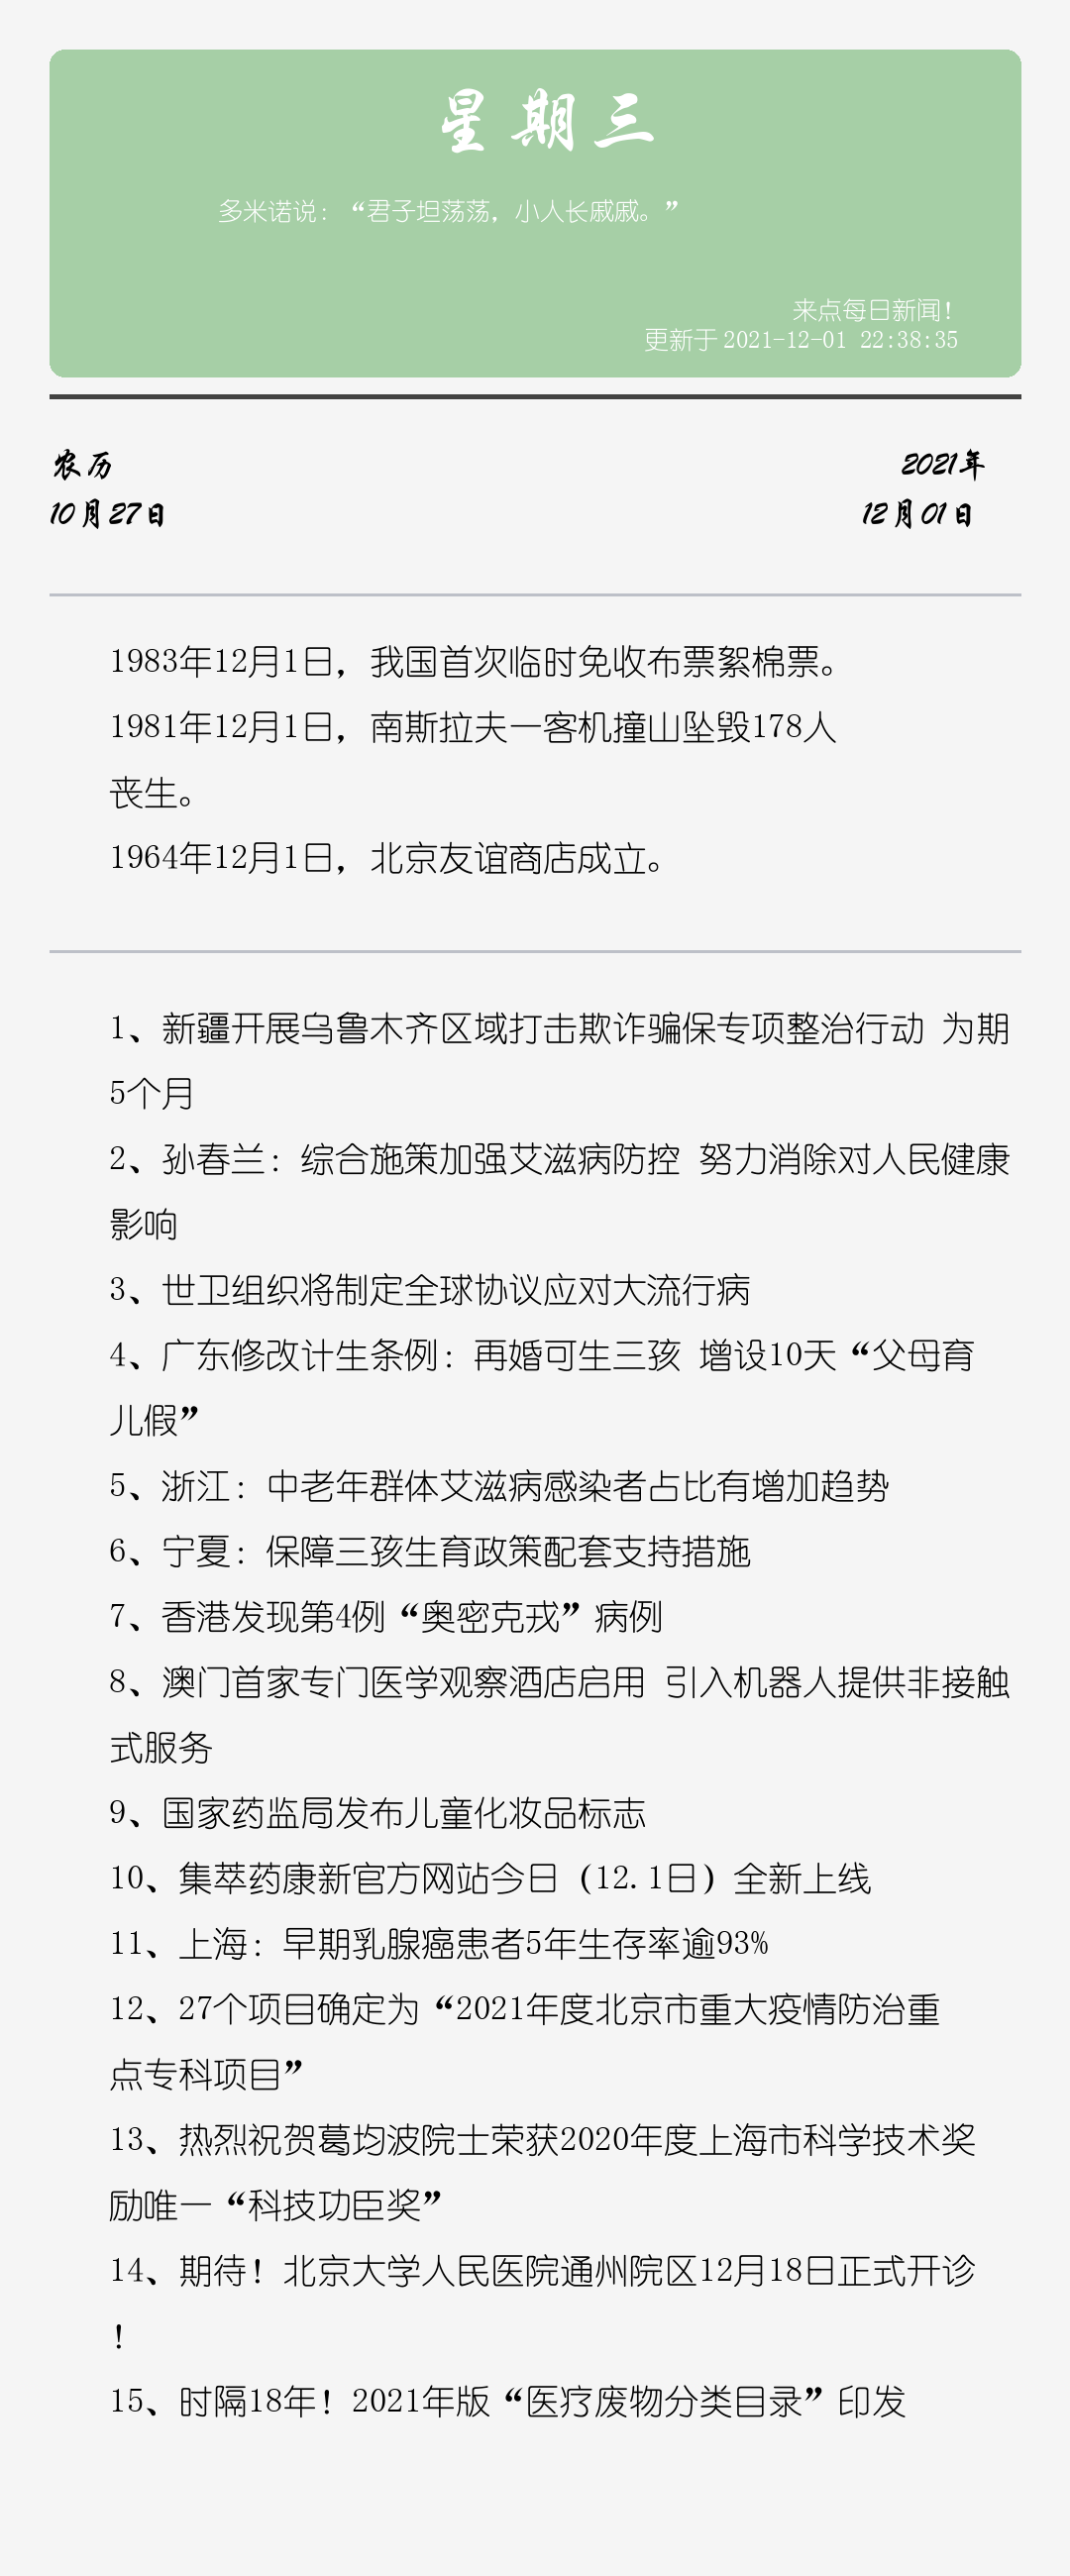 星期三
多米诺说：“君子坦荡荡，小人长戚戚。”
来点每日新闻！
更新于 2021-12-01 22:38:35
农历
2021年
10月27日
12月01日
1983年12月1日，我国首次临时免收布票絮棉票。
1981年12月1日，南斯拉夫一客机撞山坠毁178人
丧生。
1964年12月1日，北京友谊商店成立。
1、新疆开展乌鲁木齐区域打击欺诈骗保专项整治行动 为期
5个月
2、孙春兰：综合施策加强艾滋病防控 努力消除对人民健康
影响
3、世卫组织将制定全球协议应对大流行病
4、广东修改计生条例：再婚可生三孩 增设10天“父母育
儿假”
5、浙江：中老年群体艾滋病感染者占比有增加趋势
6、宁夏：保障三孩生育政策配套支持措施
7、香港发现第4例“奥密克戎”病例
8、澳门首家专门医学观察酒店启用 引入机器人提供非接触
式服务
9、国家药监局发布儿童化妆品标志
10、集萃药康新官方网站今日（12.1日）全新上线
11、上海：早期乳腺癌患者5年生存率逾93%
12、27个项目确定为“2021年度北京市重大疫情防治重
点专科项目”
13、热烈祝贺葛均波院士荣获2020年度上海市科学技术奖
励唯一“科技功臣奖”
14、期待！北京大学人民医院通州院区12月18日正式开诊
！
15、时隔18年！2021年版“医疗废物分类目录”印发